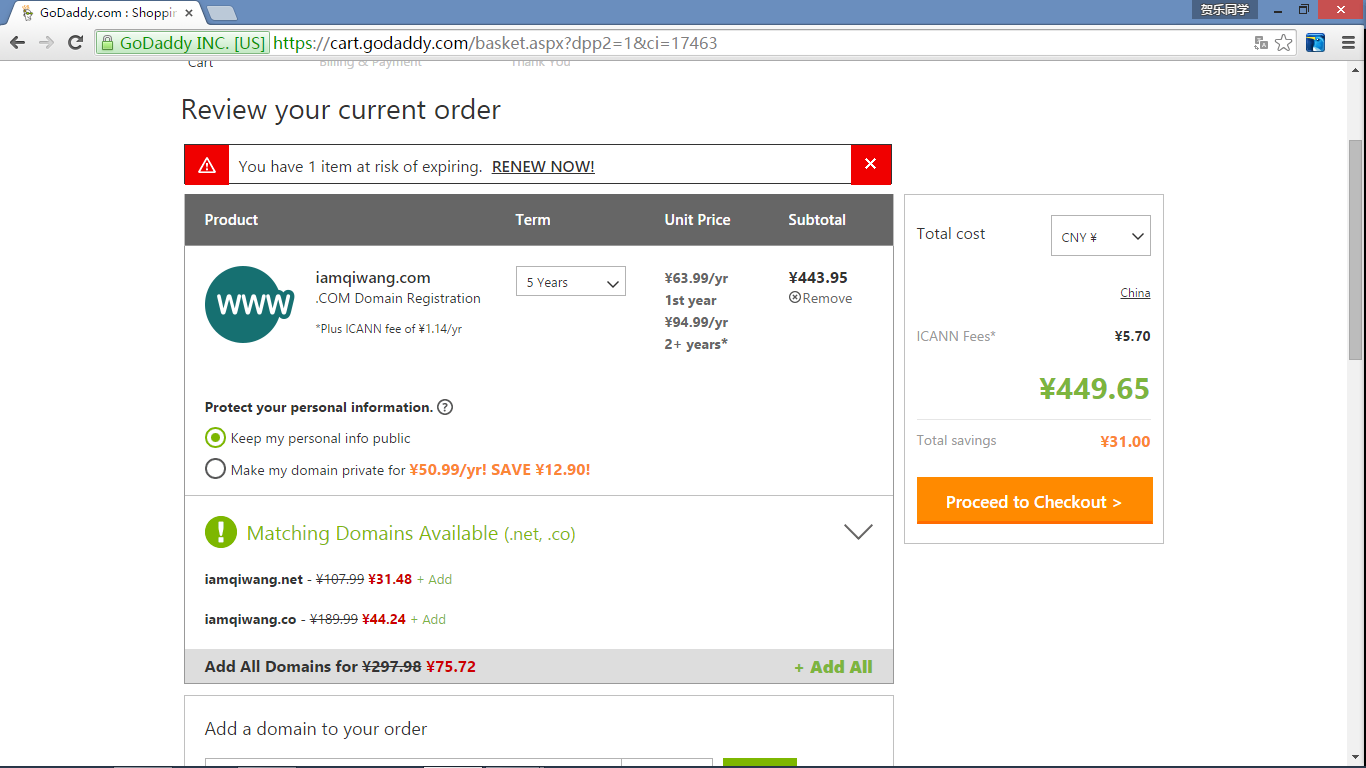 GoDaddy.com : Shoppin
贺乐同学
GoDaddy INC. [US] https://cart.godaddy.com/basket.aspx?dpp2=1&ci=17463
Cart Billing & Payment Thank You
Review your current order
You have 1 item at risk of expiring. RENEW NOW!
Product Term Unit Price Subtotal
iamqiwang.com
.COM Domain Registration
*Plus ICANN fee of ¥1.14/yr
5 Years
¥63.99/yr
1st year
¥94.99/yr
2+ years*
¥443.95
Remove
Protect your personal information. ?
Keep my personal info public
Make my domain private for ¥50.99/yr! SAVE ¥12.90!
! Matching Domains Available (.net, .co)
iamqiwang.net - ¥107.99 ¥31.48 + Add
iamqiwang.co - ¥189.99 ¥44.24 + Add
Add All Domains for ¥297.98 ¥75.72 + Add All
Add a domain to your order
Total cost CNY ¥
China
ICANN Fees* ¥5.70
¥449.65
Total savings ¥31.00
Proceed to Checkout >
www